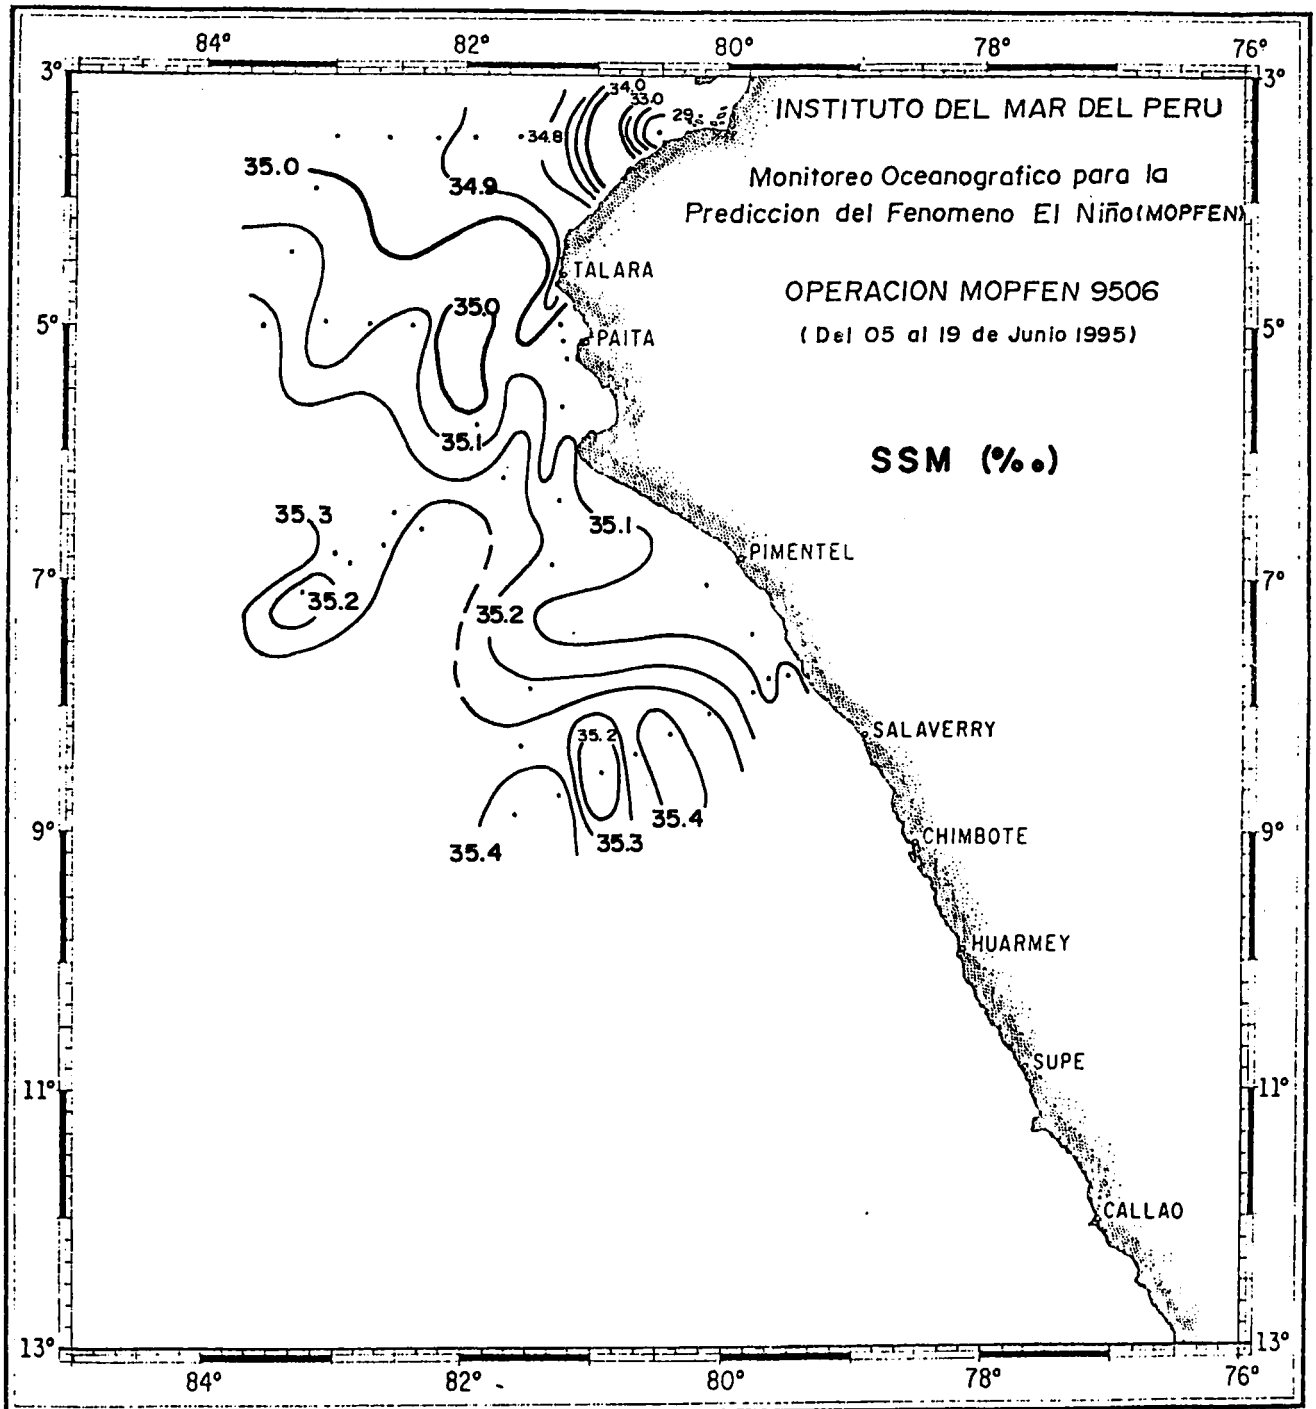 84° 82° 80° 78° 76°
3° 3°
34.0
33.0
29
34.8
INSTITUTO DEL MAR DEL PERU
35.0
34.9
Monitoreo Oceanografico para la
Prediccion del Fenomeno El Niño (MOPFEN)
TALARA
OPERACION MOPFEN 9506
35.0
5° 5°
PAITA
( Del 05 al 19 de Junio 1995)
35.1
SSM (‰)
35.3
35.1
PIMENTEL
7° 7°
35.2
35.2
35.2
SALAVERRY
35.4
35.3
35.4
9° 9°
CHIMBOTE
HUARMEY
SUPE
11° 11°
CALLAO
13° 13°
84° 82° 80° 78° 76°